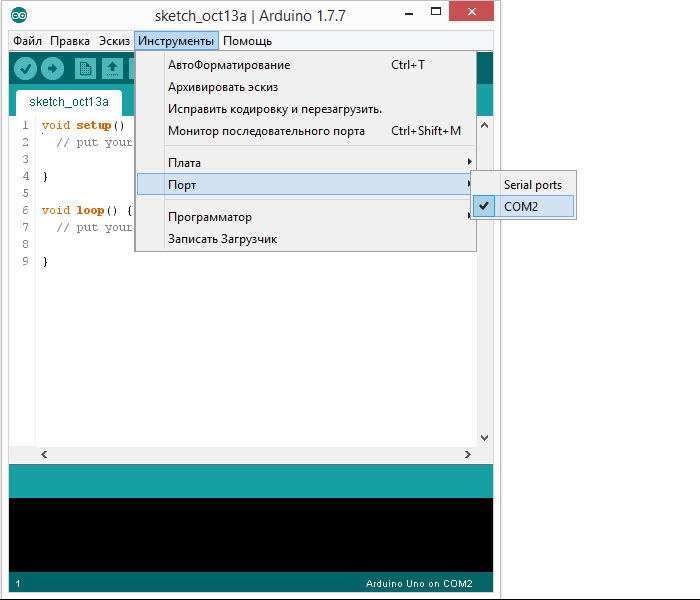 sketch_oct13a | Arduino 1.7.7
Файл Правка Эскиз Инструменты Помощь
АвтоФорматирование Ctrl+T
Архивировать эскиз
Исправить кодировку и перезагрузить.
Монитор последовательного порта Ctrl+Shift+M
Плата
Порт
Serial ports
COM2
Программатор
Записать Загрузчик
sketch_oct13a
1 void setup()
2 // put your
3
4 }
5
6 void loop() {
7 // put your
8
9 }
1 Arduino Uno on COM2